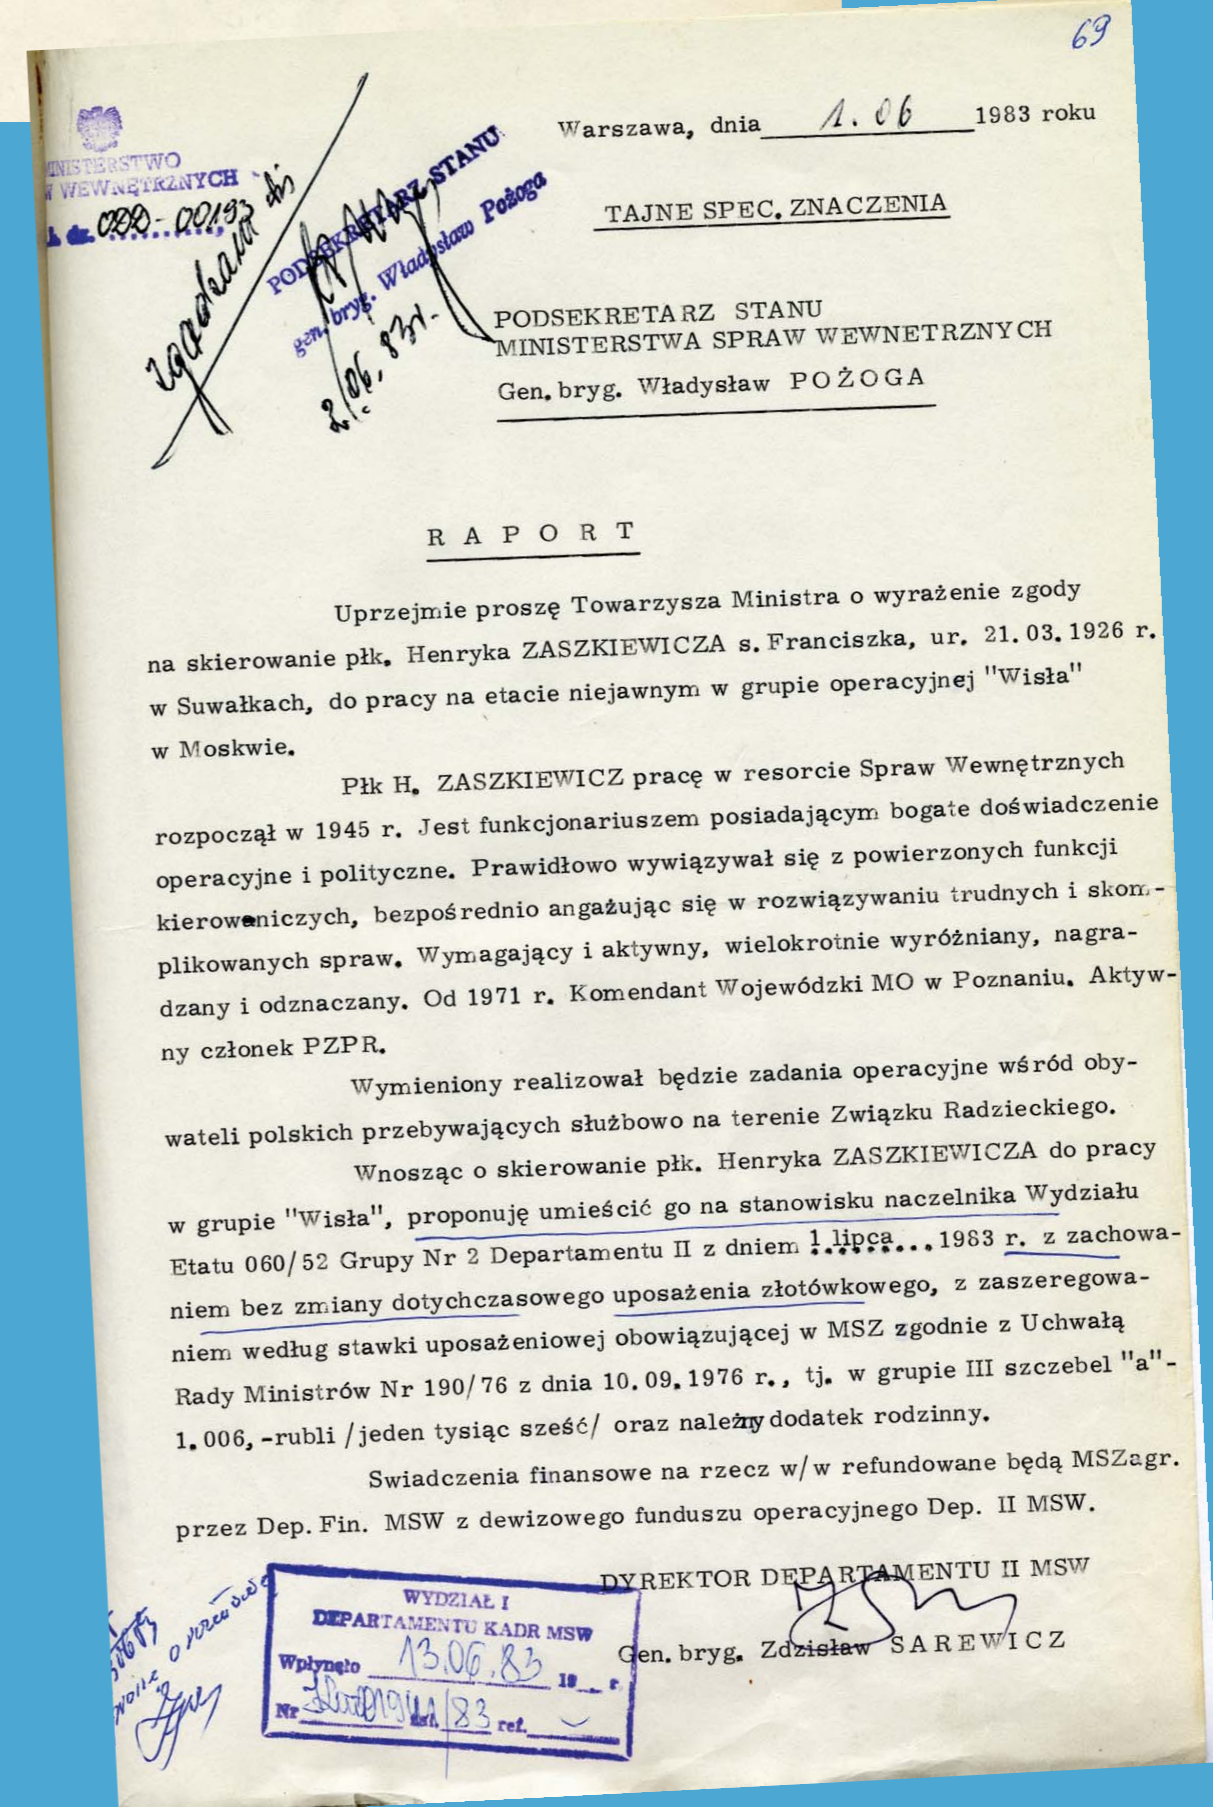 69
MINISTERSTWO
WEWNĘTRZNYCH
dz. ODD-00193
Warszawa, dnia 1.06 1983 roku
PODSEKRETARZ STANU
gen. bryg. Władysław Pożoga
2/06.83r.
TAJNE SPEC. ZNACZENIA
PODSEKRETARZ STANU
MINISTERSTWA SPRAW WEWNETRZNYCH
Gen. bryg. Władysław POŻOGA
RAPORT
Uprzejmie proszę Towarzysza Ministra o wyrażenie zgody
na skierowanie płk. Henryka ZASZKIEWICZA s. Franciszka, ur. 21.03.1926 r.
w Suwałkach, do pracy na etacie niejawnym w grupie operacyjnej "Wisła"
w Moskwie.
Płk H. ZASZKIEWICZ pracę w resorcie Spraw Wewnętrznych
rozpoczął w 1945 r. Jest funkcjonariuszem posiadającym bogate doświadczenie
operacyjne i polityczne. Prawidłowo wywiązywał się z powierzonych funkcji
kierowniczych, bezpośrednio angażując się w rozwiązywaniu trudnych i skom-
plikowanych spraw. Wymagający i aktywny, wielokrotnie wyróżniany, nagra-
dzany i odznaczany. Od 1971 r. Komendant Wojewódzki MO w Poznaniu. Aktyw-
ny członek PZPR.
Wymieniony realizował będzie zadania operacyjne wśród oby-
wateli polskich przebywających służbowo na terenie Związku Radzieckiego.
Wnosząc o skierowanie płk. Henryka ZASZKIEWICZA do pracy
w grupie "Wisła", proponuję umieścić go na stanowisku naczelnika Wydziału
Etatu 060/52 Grupy Nr 2 Departamentu II z dniem 1 lipca... 1983 r. z zachowa-
niem bez zmiany dotychczasowego uposażenia złotówkowego, z zaszeregowa-
niem według stawki uposażeniowej obowiązującej w MSZ zgodnie z Uchwałą
Rady Ministrów Nr 190/76 z dnia 10.09.1976 r., tj. w grupie III szczebel "a"-
1.006,-rubli /jeden tysiąc sześć/ oraz należny dodatek rodzinny.
Swiadczenia finansowe na rzecz w/w refundowane będą MSZagr.
przez Dep. Fin. MSW z dewizowego funduszu operacyjnego Dep. II MSW.
DYREKTOR DEPARTAMENTU II MSW
Gen. bryg. Zdzisław SAREWICZ
WYDZIAŁ I
DEPARTAMENTU KADR MSW
Wpłynęło 13.06.83 19 r.
Nr /83 ref.